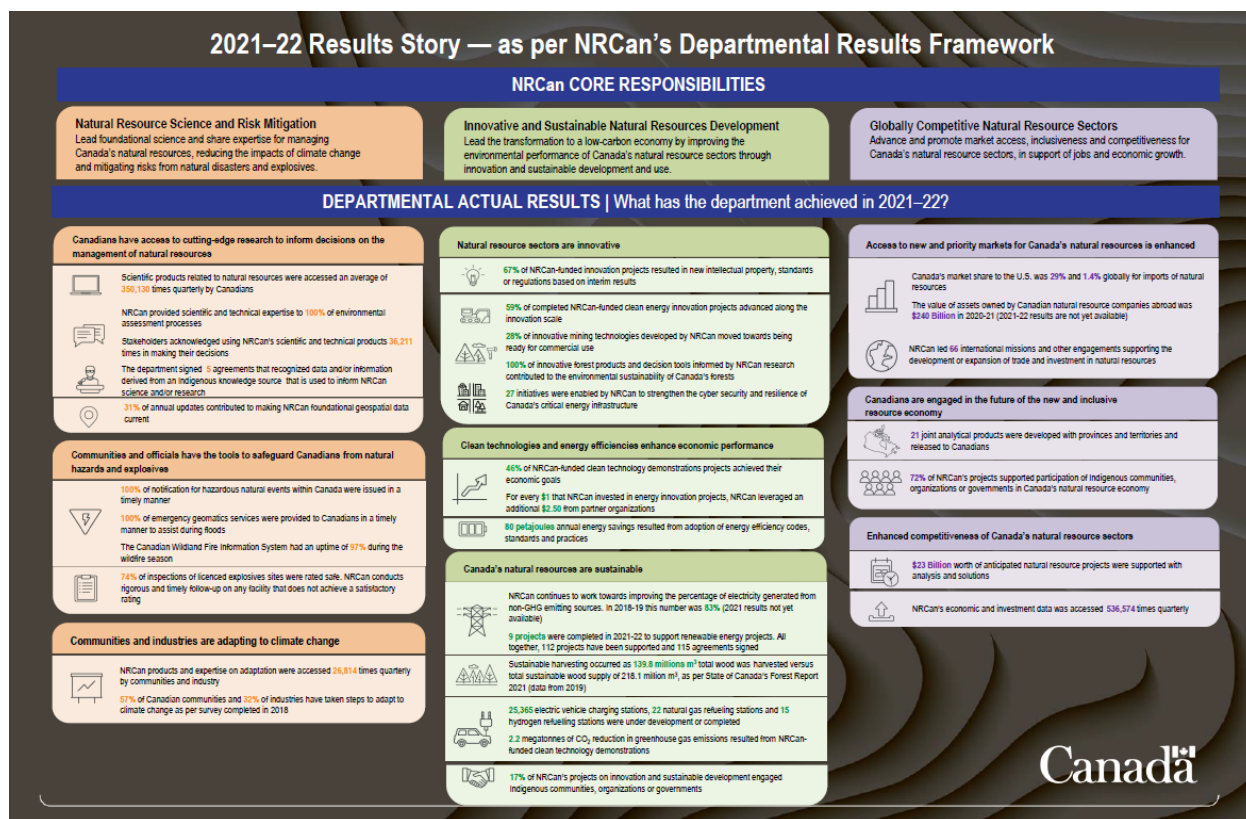 2021–22 Results Story — as per NRCan’s Departmental Results Framework
NRCan CORE RESPONSIBILITIES
Natural Resource Science and Risk Mitigation
Lead foundational science and share expertise for managing
Canada’s natural resources, reducing the impacts of climate change
and mitigating risks from natural disasters and explosives.
Innovative and Sustainable Natural Resources Development
Lead the transformation to a low-carbon economy by improving the
environmental performance of Canada’s natural resource sectors through
innovation and sustainable development and use.
Globally Competitive Natural Resource Sectors
Advance and promote market access, inclusiveness and competitiveness for
Canada’s natural resource sectors, in support of jobs and economic growth.
DEPARTMENTAL ACTUAL RESULTS | What has the department achieved in 2021–22?
Canadians have access to cutting-edge research to inform decisions on the
management of natural resources
Scientific products related to natural resources were accessed an average of
350,130 times quarterly by Canadians
NRCan provided scientific and technical expertise to 100% of environmental
assessment processes
Stakeholders acknowledged using NRCan’s scientific and technical products 36,211
times in making their decisions
The department signed 5 agreements that recognized data and/or information
derived from an Indigenous knowledge source that is used to inform NRCan
science and/or research
31% of annual updates contributed to making NRCan foundational geospatial data
current
Communities and officials have the tools to safeguard Canadians from natural
hazards and explosives
100% of notification for hazardous natural events within Canada were issued in a
timely manner
100% of emergency geomatics services were provided to Canadians in a timely
manner to assist during floods
The Canadian Wildland Fire Information System had an uptime of 97% during the
wildfire season
74% of inspections of licenced explosives sites were rated safe. NRCan conducts
rigorous and timely follow-up on any facility that does not achieve a satisfactory
rating
Communities and industries are adapting to climate change
NRCan products and expertise on adaptation were accessed 26,814 times quarterly
by communities and industry
57% of Canadian communities and 32% of industries have taken steps to adapt to
climate change as per survey completed in 2018
Natural resource sectors are innovative
67% of NRCan-funded innovation projects resulted in new intellectual property, standards
or regulations based on interim results
59% of completed NRCan-funded clean energy innovation projects advanced along the
innovation scale
28% of innovative mining technologies developed by NRCan moved towards being
ready for commercial use
100% of innovative forest products and decision tools informed by NRCan research
contributed to the environmental sustainability of Canada’s forests
27 initiatives were enabled by NRCan to strengthen the cyber security and resilience of
Canada’s critical energy infrastructure
Clean technologies and energy efficiencies enhance economic performance
46% of NRCan-funded clean technology demonstrations projects achieved their
economic goals
For every $1 that NRCan invested in energy innovation projects, NRCan leveraged an
additional $2.50 from partner organizations
80 petajoules annual energy savings resulted from adoption of energy efficiency codes,
standards and practices
Canada’s natural resources are sustainable
NRCan continues to work towards improving the percentage of electricity generated from
non-GHG emitting sources. In 2018-19 this number was 83% (2021 results not yet
available)
9 projects were completed in 2021-22 to support renewable energy projects. All
together, 112 projects have been supported and 115 agreements signed
Sustainable harvesting occurred as 139.8 millions m³ total wood was harvested versus
total sustainable wood supply of 218.1 million m³, as per State of Canada’s Forest Report
2021 (data from 2019)
25,365 electric vehicle charging stations, 22 natural gas refueling stations and 15
hydrogen refuelling stations were under development or completed
2.2 megatonnes of CO₂ reduction in greenhouse gas emissions resulted from NRCan-
funded clean technology demonstrations
17% of NRCan’s projects on innovation and sustainable development engaged
Indigenous communities, organizations or governments
Access to new and priority markets for Canada’s natural resources is enhanced
Canada’s market share to the U.S. was 29% and 1.4% globally for imports of natural
resources
The value of assets owned by Canadian natural resource companies abroad was
$240 Billion in 2020-21 (2021-22 results are not yet available)
NRCan led 66 international missions and other engagements supporting the
development or expansion of trade and investment in natural resources
Canadians are engaged in the future of the new and inclusive
resource economy
21 joint analytical products were developed with provinces and territories and
released to Canadians
72% of NRCan’s projects supported participation of Indigenous communities,
organizations or governments in Canada’s natural resource economy
Enhanced competitiveness of Canada’s natural resource sectors
$23 Billion worth of anticipated natural resource projects were supported with
analysis and solutions
NRCan’s economic and investment data was accessed 536,574 times quarterly
Canada